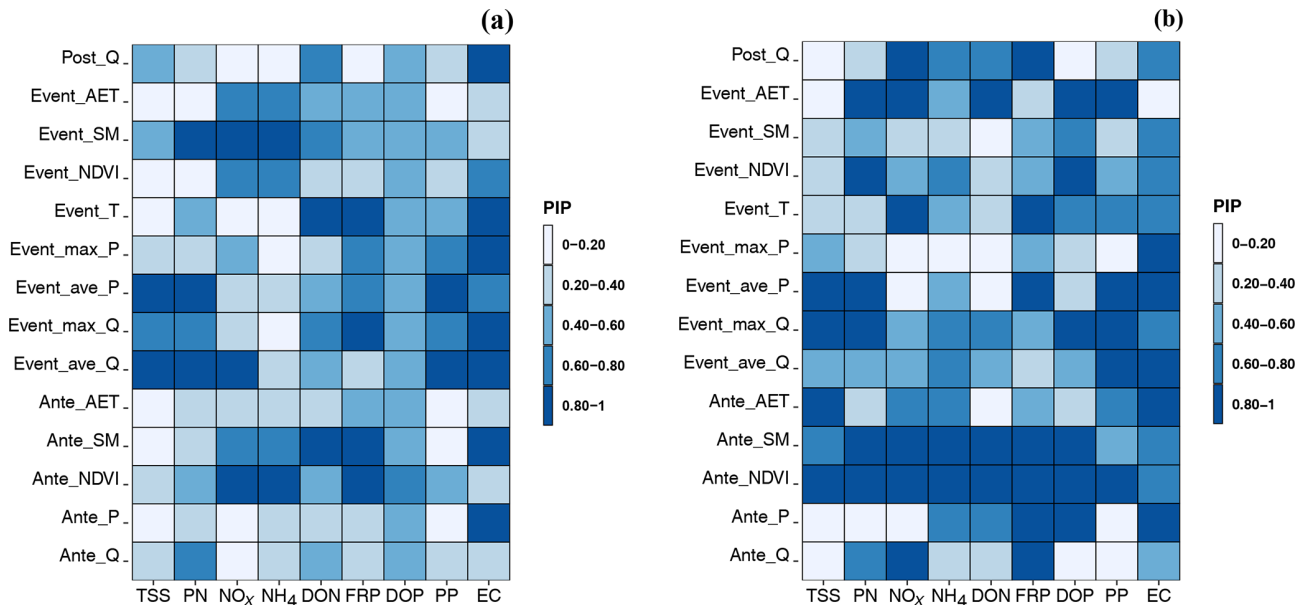 (a)
Post_Q
Event_AET
Event_SM
Event_NDVI
Event_T
Event_max_P
Event_ave_P
Event_max_Q
Event_ave_Q
Ante_AET
Ante_SM
Ante_NDVI
Ante_P
Ante_Q
TSS PN NOX NH4 DON FRP DOP PP EC
PIP
0–0.20
0.20–0.40
0.40–0.60
0.60–0.80
0.80–1
(b)
Post_Q
Event_AET
Event_SM
Event_NDVI
Event_T
Event_max_P
Event_ave_P
Event_max_Q
Event_ave_Q
Ante_AET
Ante_SM
Ante_NDVI
Ante_P
Ante_Q
TSS PN NOX NH4 DON FRP DOP PP EC
PIP
0–0.20
0.20–0.40
0.40–0.60
0.60–0.80
0.80–1